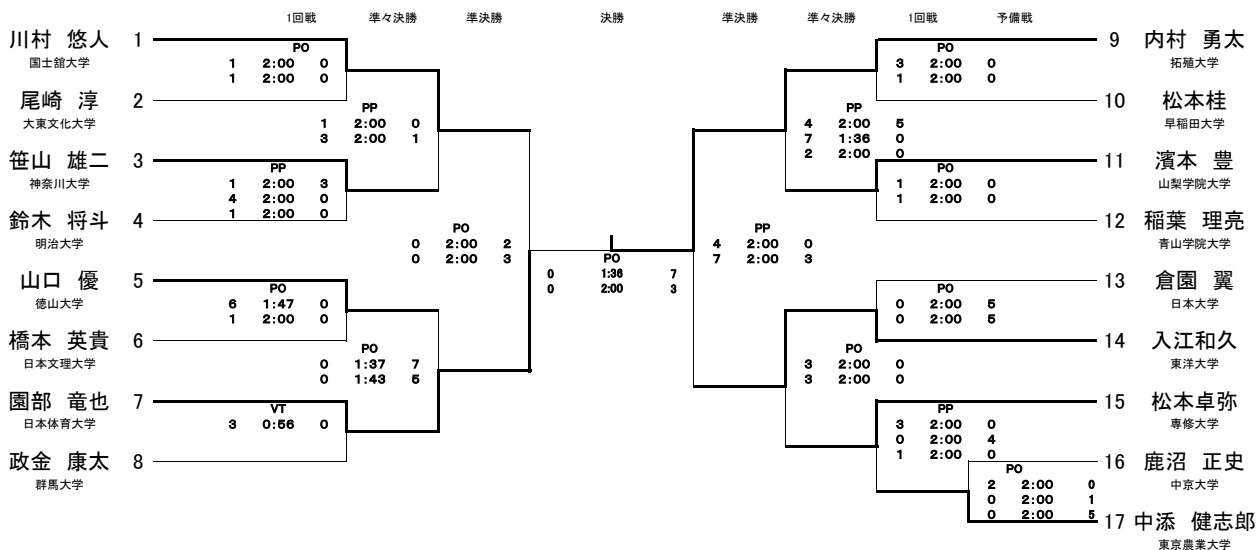 1回戦 準々決勝 準決勝 決勝 準決勝 準々決勝 1回戦 予備戦
川村 悠人 1
国士舘大学
PO
1 2:00 0
1 2:00 0
尾崎 淳 2
大東文化大学
PP
1 2:00 0
3 2:00 1
笹山 雄二 3
神奈川大学
PP
1 2:00 3
4 2:00 0
1 2:00 0
鈴木 将斗 4
明治大学
PO
0 2:00 2
0 2:00 3
山口 優 5
徳山大学
PO
6 1:47 0
1 2:00 0
橋本 英貴 6
日本文理大学
PO
0 1:37 7
0 1:43 5
園部 竜也 7
日本体育大学
VT
3 0:56 0
政金 康太 8
群馬大学
PO
0 1:36 7
0 2:00 3
9 内村 勇太
拓殖大学
PO
3 2:00 0
1 2:00 0
10 松本桂
早稲田大学
PP
4 2:00 5
7 1:36 0
2 2:00 0
11 濱本 豊
山梨学院大学
PO
1 2:00 0
1 2:00 0
12 稲葉 理亮
青山学院大学
PP
4 2:00 0
7 2:00 3
13 倉園 翼
日本大学
PO
0 2:00 5
0 2:00 5
14 入江和久
東洋大学
PO
3 2:00 0
3 2:00 0
15 松本卓弥
専修大学
PP
3 2:00 0
0 2:00 4
1 2:00 0
16 鹿沼 正史
中京大学
PO
2 2:00 0
0 2:00 1
0 2:00 5
17 中添 健志郎
東京農業大学